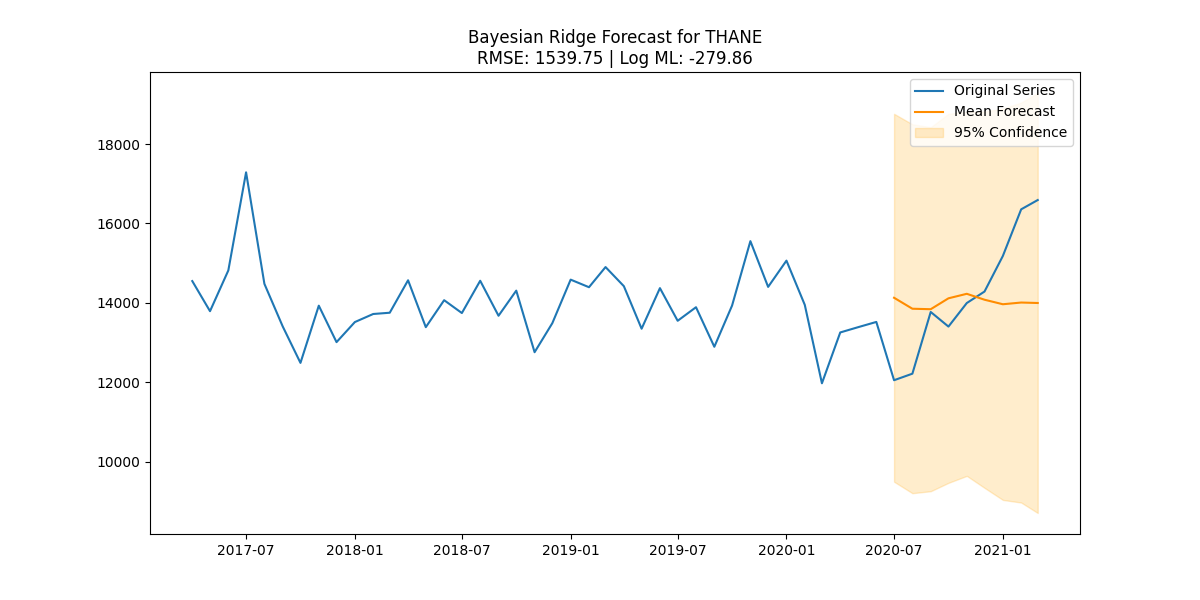 Bayesian Ridge Forecast for THANE
RMSE: 1539.75 | Log ML: -279.86
Original Series
Mean Forecast
95% Confidence
18000
16000
14000
12000
10000
2017-07
2018-01
2018-07
2019-01
2019-07
2020-01
2020-07
2021-01